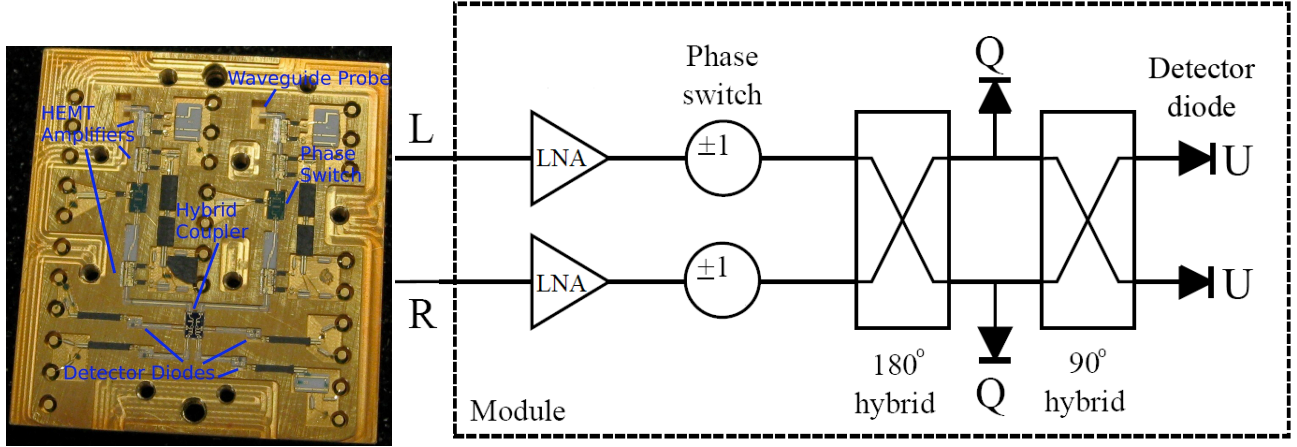 Waveguide Probe
HEMT
Amplifiers
Phase
Switch
Hybrid
Coupler
Detector Diodes
L
R
LNA
LNA
Phase
switch
±1
±1
Q
Q
Detector
diode
U
U
180°
hybrid
90°
hybrid
Module